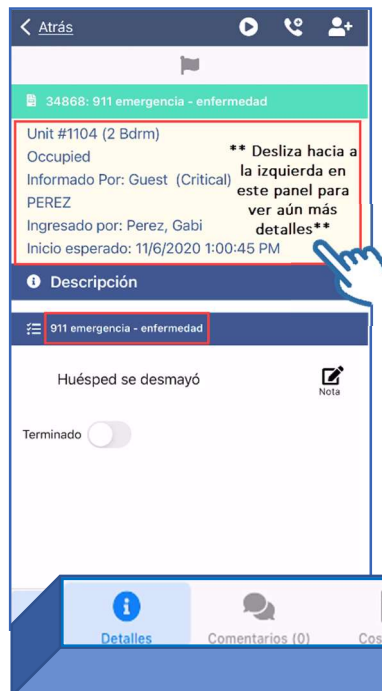 Atrás
34868: 911 emergencia - enfermedad
Unit #1104 (2 Bdrm)
Occupied
Informado Por: Guest (Critical)
PEREZ
Ingresado por: Perez, Gabi
Inicio esperado: 11/6/2020 1:00:45 PM
** Desliza hacia a
la izquierda en
este panel para
ver aún más
detalles**
Descripción
911 emergencia - enfermedad
Huésped se desmayó
Nota
Terminado
Detalles
Comentarios (0)